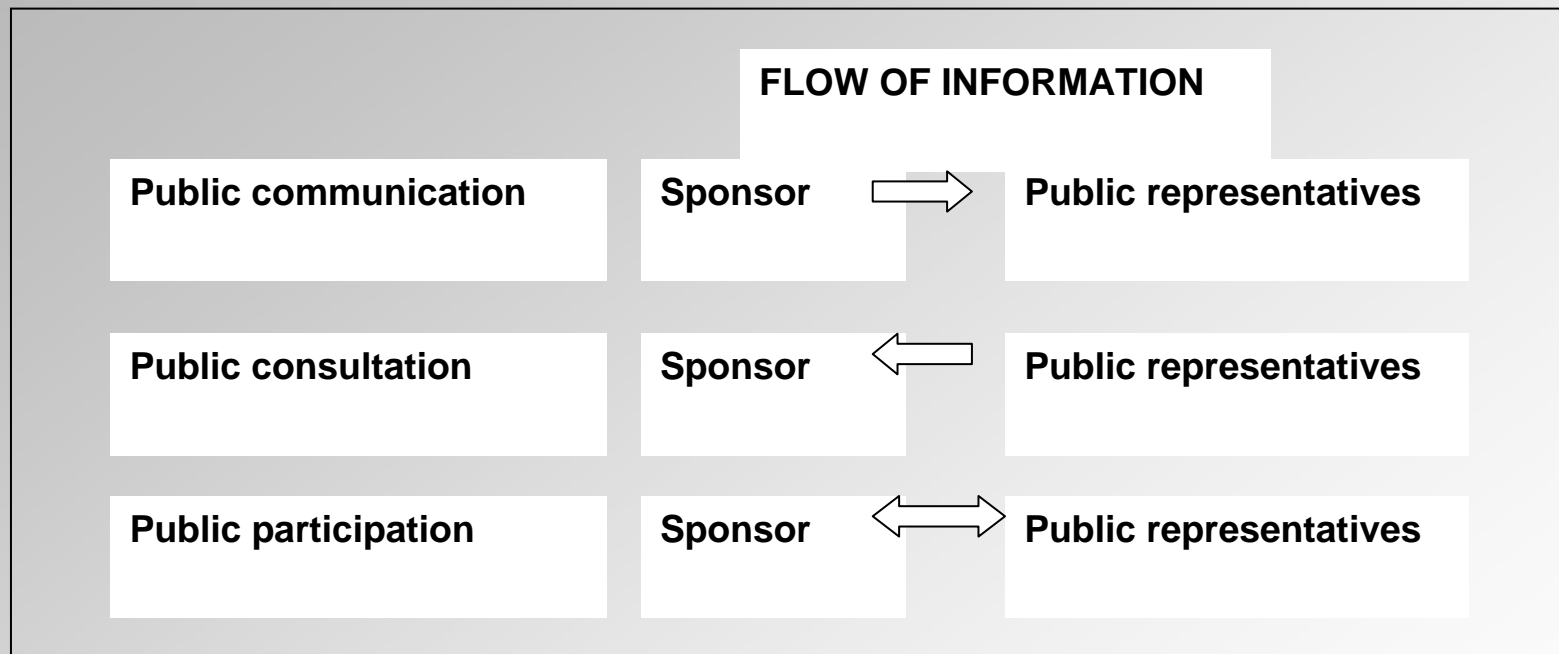 FLOW OF INFORMATION
Public communication Sponsor Public representatives
Public consultation Sponsor Public representatives
Public participation Sponsor Public representatives